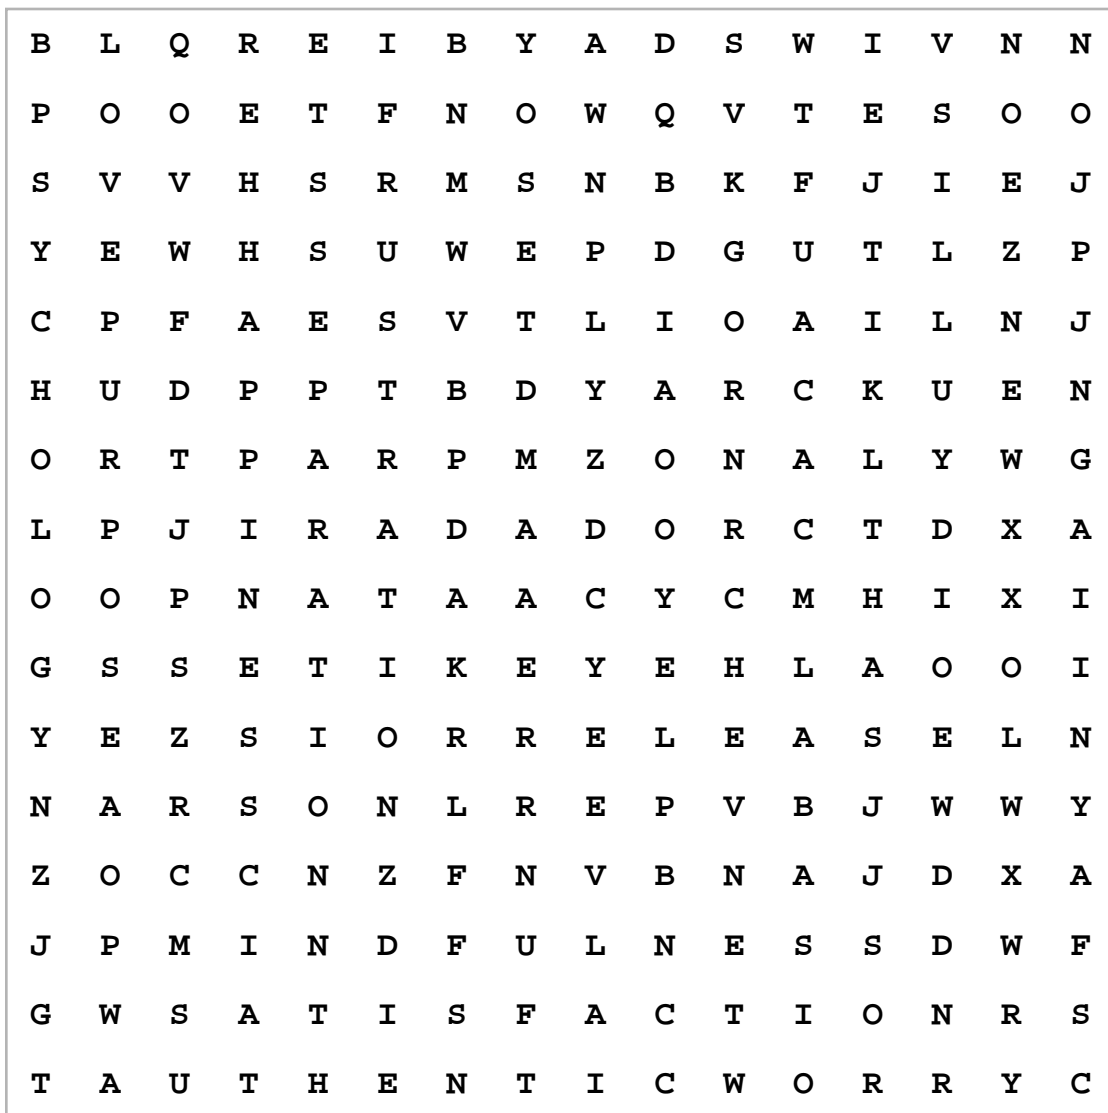 B L Q R E I B Y A D S W I V N N
P O O E T F N O W Q V T E S O O
S V V H S R M S N B K F J I E J
Y E W H S U W E P D G U T L Z P
C P F A E S V T L I O A I L N J
H U D P P T B D Y A R C K U E N
O R T P A R P M Z O N A L Y W G
L P J I R A D A D O R C T D X A
O O P N A T A A C Y C M H I X I
G S S E T I K E Y E H L A O O I
Y E Z S I O R R E L E A S E L N
N A R S O N L R E P V B J W W Y
Z O C C N Z F N V B N A J D X A
J P M I N D F U L N E S S D W F
G W S A T I S F A C T I O N R S
T A U T H E N T I C W O R R Y C